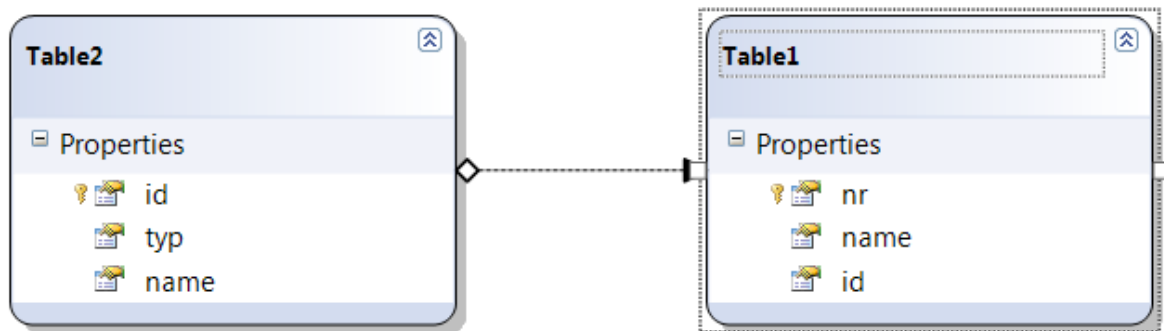 Table2
Properties
id
typ
name
Table1
Properties
nr
name
id